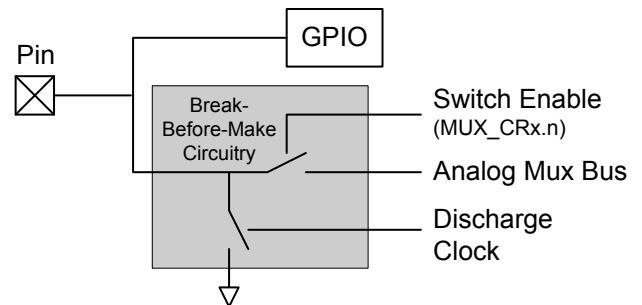 GPIO
Pin
Break-
Before-Make
Circuitry
Switch Enable
(MUX_CRx.n)
Analog Mux Bus
Discharge
Clock